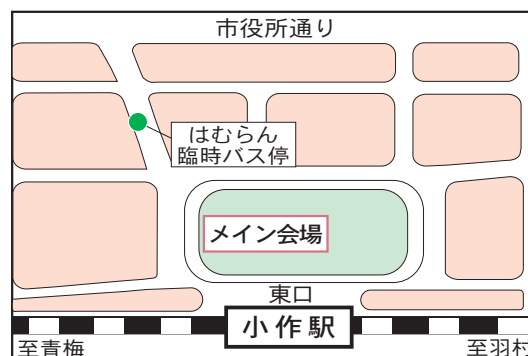 市役所通り
はむらん
臨時バス停
メイン会場
東口
小作駅
至青梅
至羽村